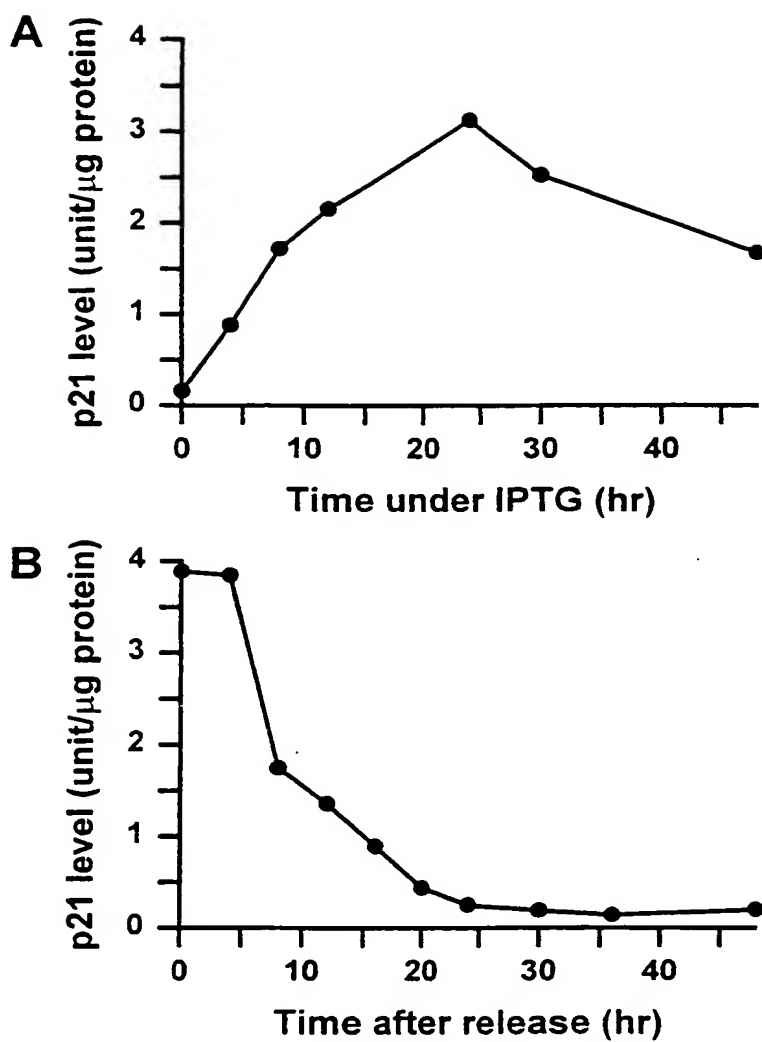 A
p21 level (unit/μg protein)
4
3
2
1
0
0 10 20 30 40
Time under IPTG (hr)
B
p21 level (unit/μg protein)
4
3
2
1
0
0 10 20 30 40
Time after release (hr)